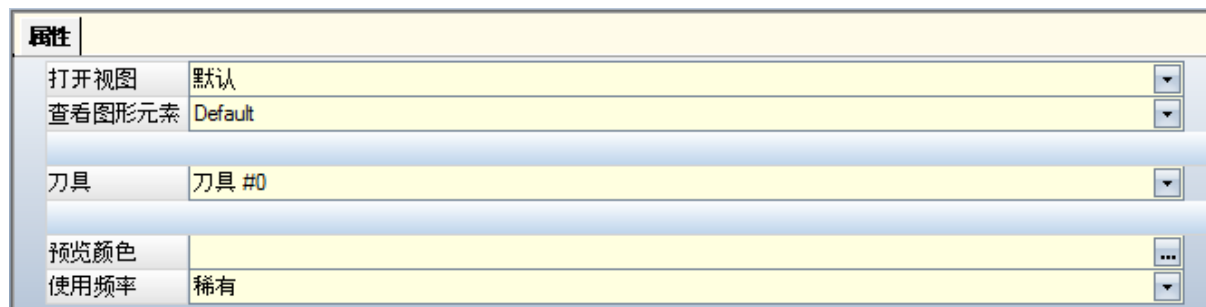 属性
打开视图 默认
查看图形元素 Default
刀具 刀具 #0
预览颜色
使用频率 稀有